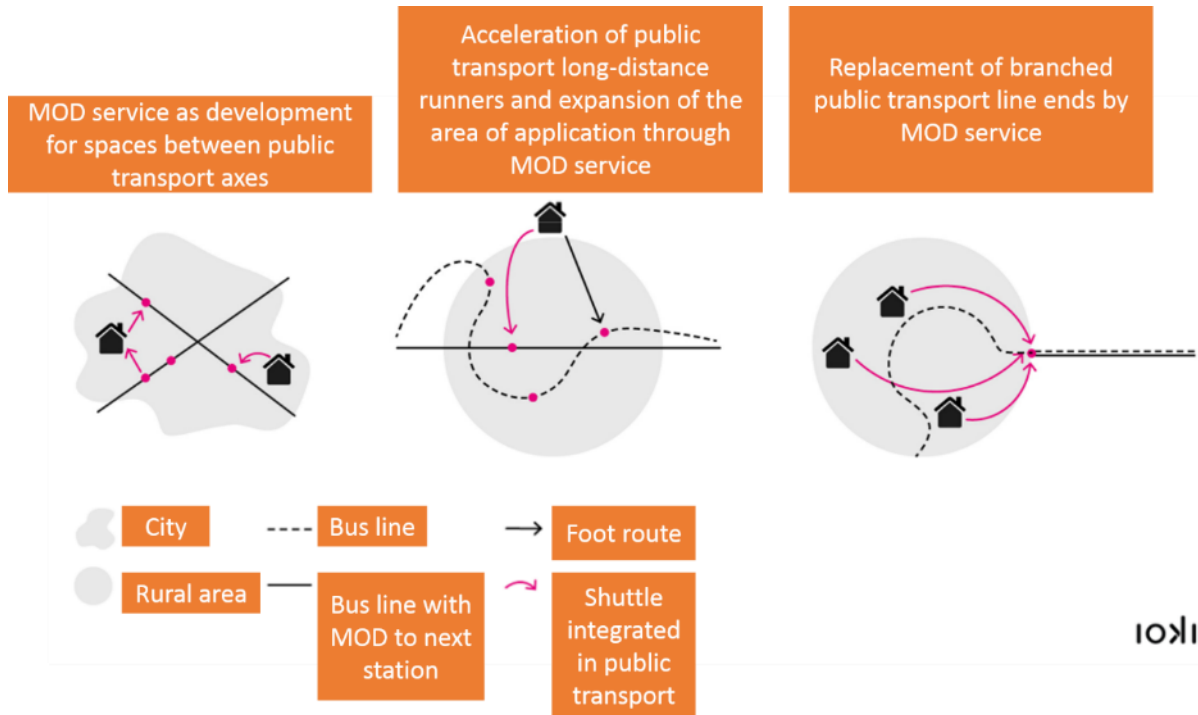 MOD service as development
for spaces between public
transport axes
Acceleration of public
transport long-distance
runners and expansion of the
area of application through
MOD service
Replacement of branched
public transport line ends by
MOD service
City
Bus line
Foot route
Rural area
Bus line with
MOD to next
station
Shuttle
integrated
in public
transport
ioki